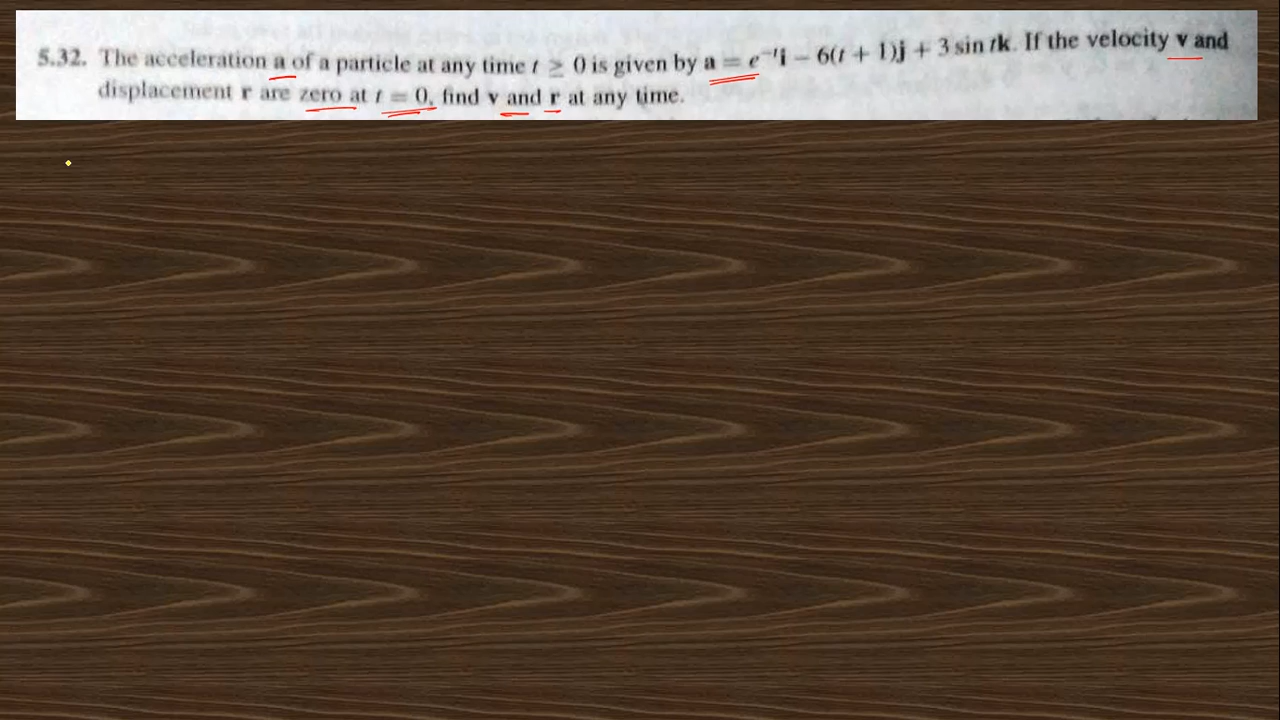 5.32. The acceleration a of a particle at any time t ≥ 0 is given by a = e⁻ᵗi − 6(t + 1)j + 3 sin tk. If the velocity v and
displacement r are zero at t = 0, find v and r at any time.